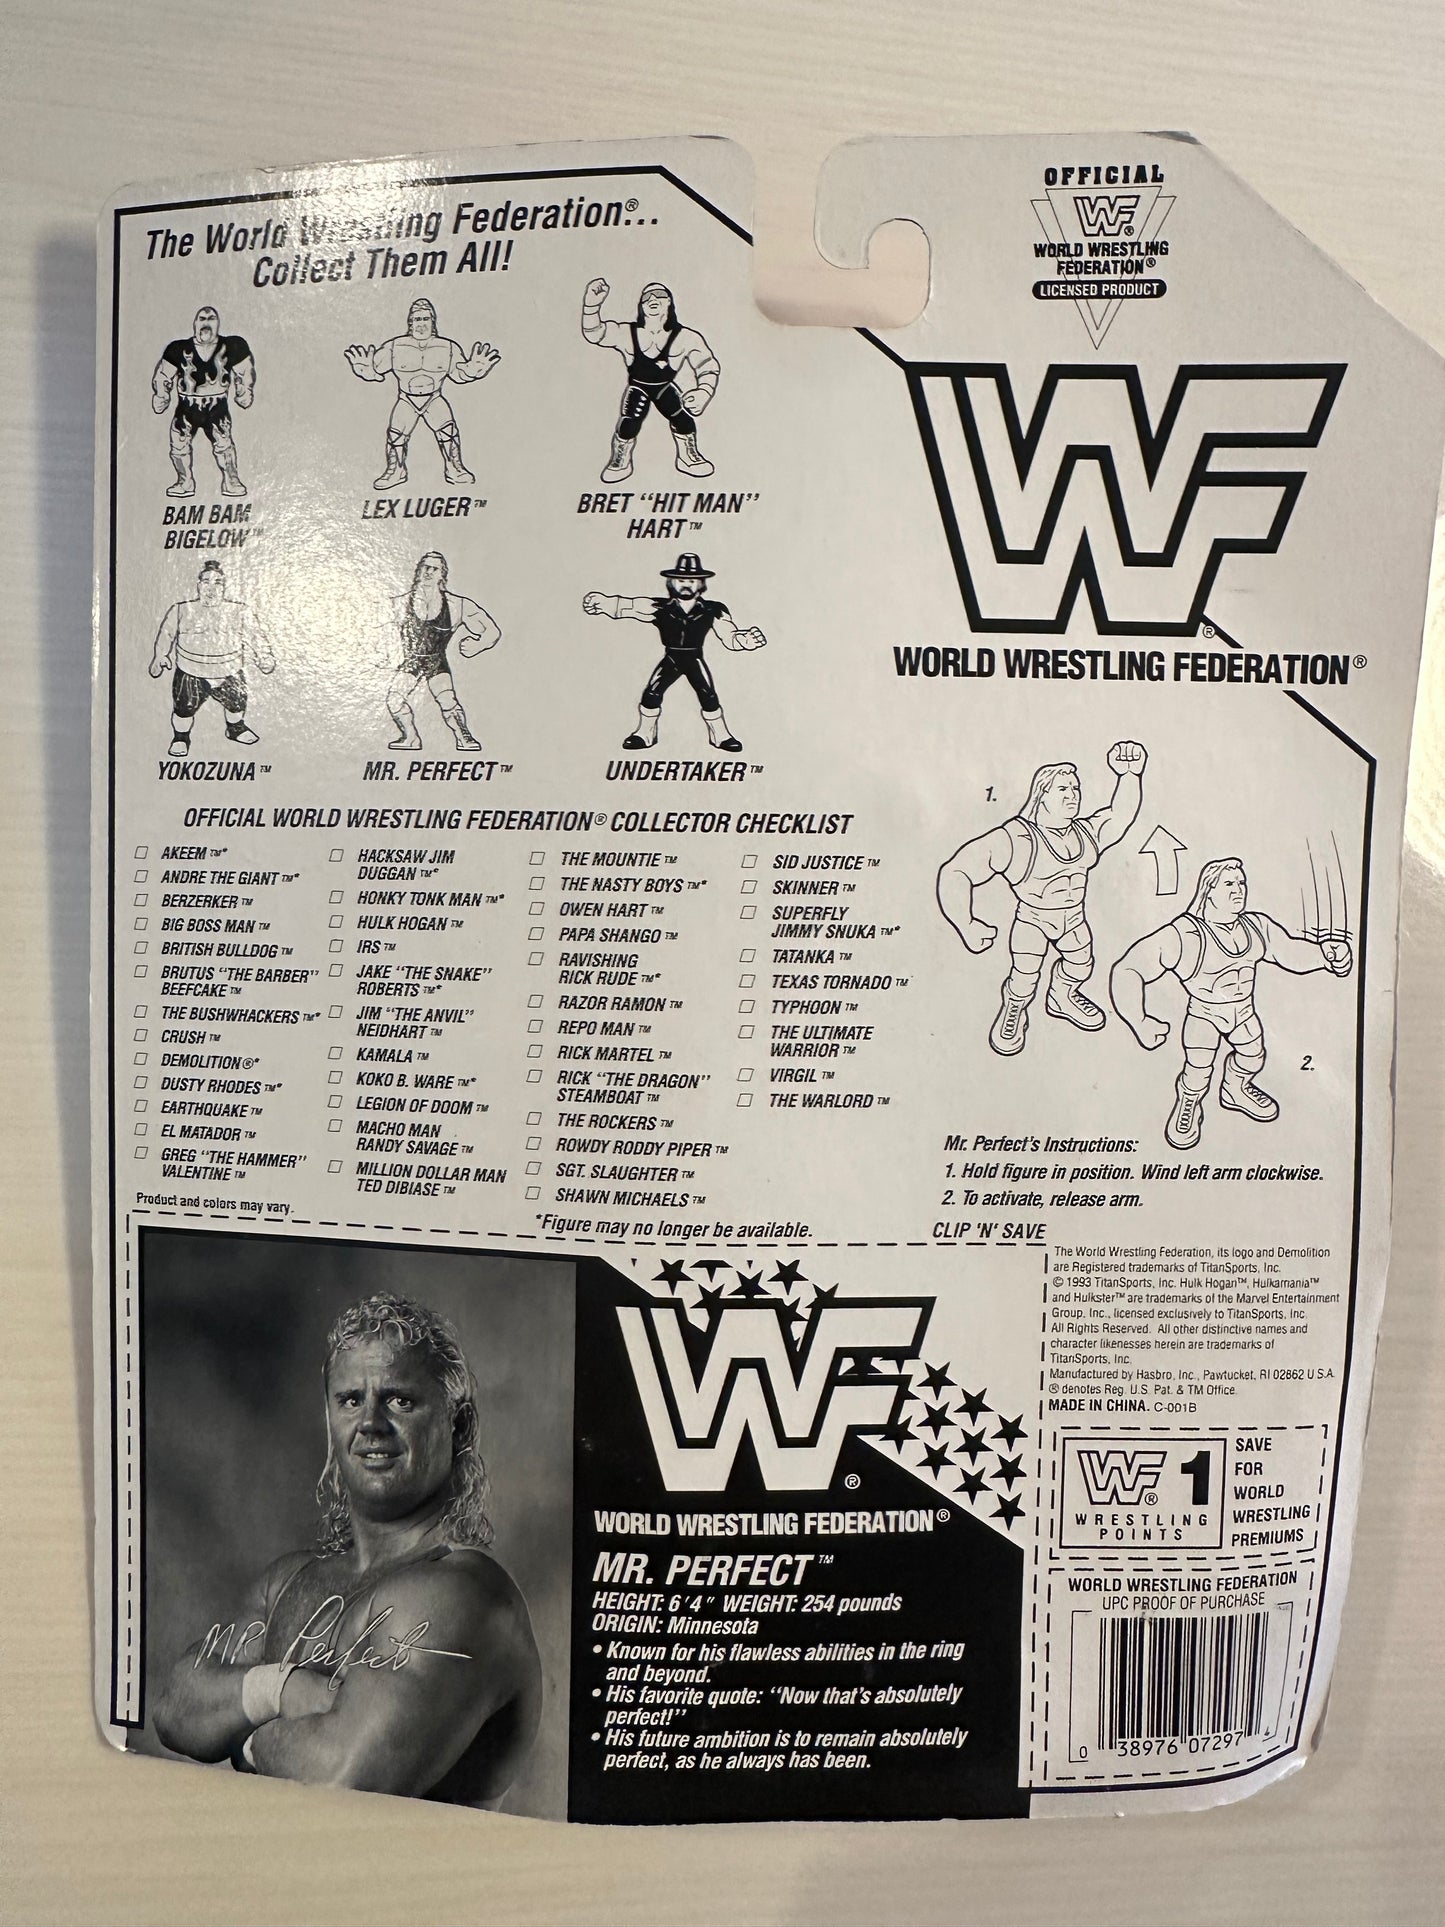 The World Wrestling Federation®...
Collect Them All!
BAM BAM
BIGELOW™
LEX LUGER™
BRET “HIT MAN”
HART™
YOKOZUNA™
MR. PERFECT™
UNDERTAKER™
OFFICIAL
WF®
WORLD WRESTLING
FEDERATION®
LICENSED PRODUCT
WF®
WORLD WRESTLING FEDERATION®
OFFICIAL WORLD WRESTLING FEDERATION® COLLECTOR CHECKLIST
AKEEM™*
ANDRE THE GIANT™*
BERZERKER™
BIG BOSS MAN™
BRITISH BULLDOG™
BRUTUS “THE BARBER”
BEEFCAKE™
THE BUSHWHACKERS™*
CRUSH™
DEMOLITION®*
DUSTY RHODES™*
EARTHQUAKE™
EL MATADOR™
GREG “THE HAMMER”
VALENTINE™
HACKSAW JIM
DUGGAN™*
HONKY TONK MAN™*
HULK HOGAN™
IRS™
JAKE “THE SNAKE”
ROBERTS™*
JIM “THE ANVIL”
NEIDHART™
KAMALA™
KOKO B. WARE™*
LEGION OF DOOM™
MACHO MAN
RANDY SAVAGE™
MILLION DOLLAR MAN
TED DIBIASE™
THE MOUNTIE™
THE NASTY BOYS™*
OWEN HART™
PAPA SHANGO™
RAVISHING
RICK RUDE™*
RAZOR RAMON™
REPO MAN™
RICK MARTEL™
RICK “THE DRAGON”
STEAMBOAT™
THE ROCKERS™
ROWDY RODDY PIPER™
SGT. SLAUGHTER™
SHAWN MICHAELS™
SID JUSTICE™
SKINNER™
SUPERFLY
JIMMY SNUKA™*
TATANKA™
TEXAS TORNADO™
TYPHOON™
THE ULTIMATE
WARRIOR™
VIRGIL™
THE WARLORD™
Product and colors may vary.
*Figure may no longer be available.
1.
2.
Mr. Perfect's Instructions:
1. Hold figure in position. Wind left arm clockwise.
2. To activate, release arm.
CLIP 'N' SAVE
MR Perfect
WF®
WORLD WRESTLING FEDERATION®
MR. PERFECT™
HEIGHT: 6'4" WEIGHT: 254 pounds
ORIGIN: Minnesota
• Known for his flawless abilities in the ring
and beyond.
• His favorite quote: “Now that's absolutely
perfect!”
• His future ambition is to remain absolutely
perfect, as he always has been.
The World Wrestling Federation, its logo and Demolition
are Registered trademarks of TitanSports, Inc.
© 1993 TitanSports, Inc. Hulk Hogan™, Hulkamania™
and Hulkster™ are trademarks of the Marvel Entertainment
Group, Inc., licensed exclusively to TitanSports, Inc.
All Rights Reserved. All other distinctive names and
character likenesses herein are trademarks of
TitanSports, Inc.
Manufactured by Hasbro, Inc., Pawtucket, RI 02862 U.S.A.
® denotes Reg. U.S. Pat. & TM Office.
MADE IN CHINA. C-001B
WF® 1
WRESTLING
POINTS
SAVE
FOR
WORLD
WRESTLING
PREMIUMS
WORLD WRESTLING FEDERATION
UPC PROOF OF PURCHASE
0 38976 07297 4